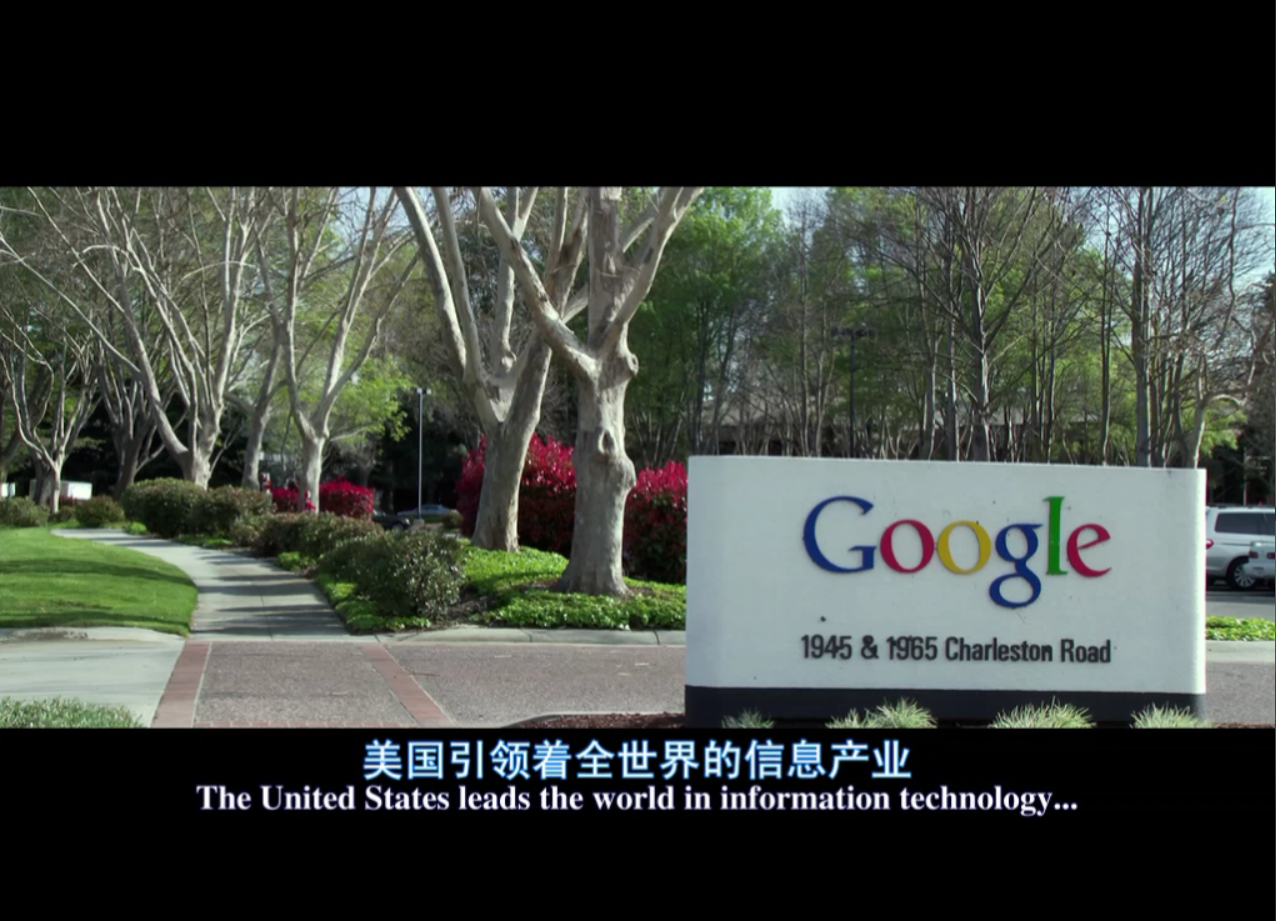 Google
1945 & 1965 Charleston Road
美国引领着全世界的信息产业
The United States leads the world in information technology...